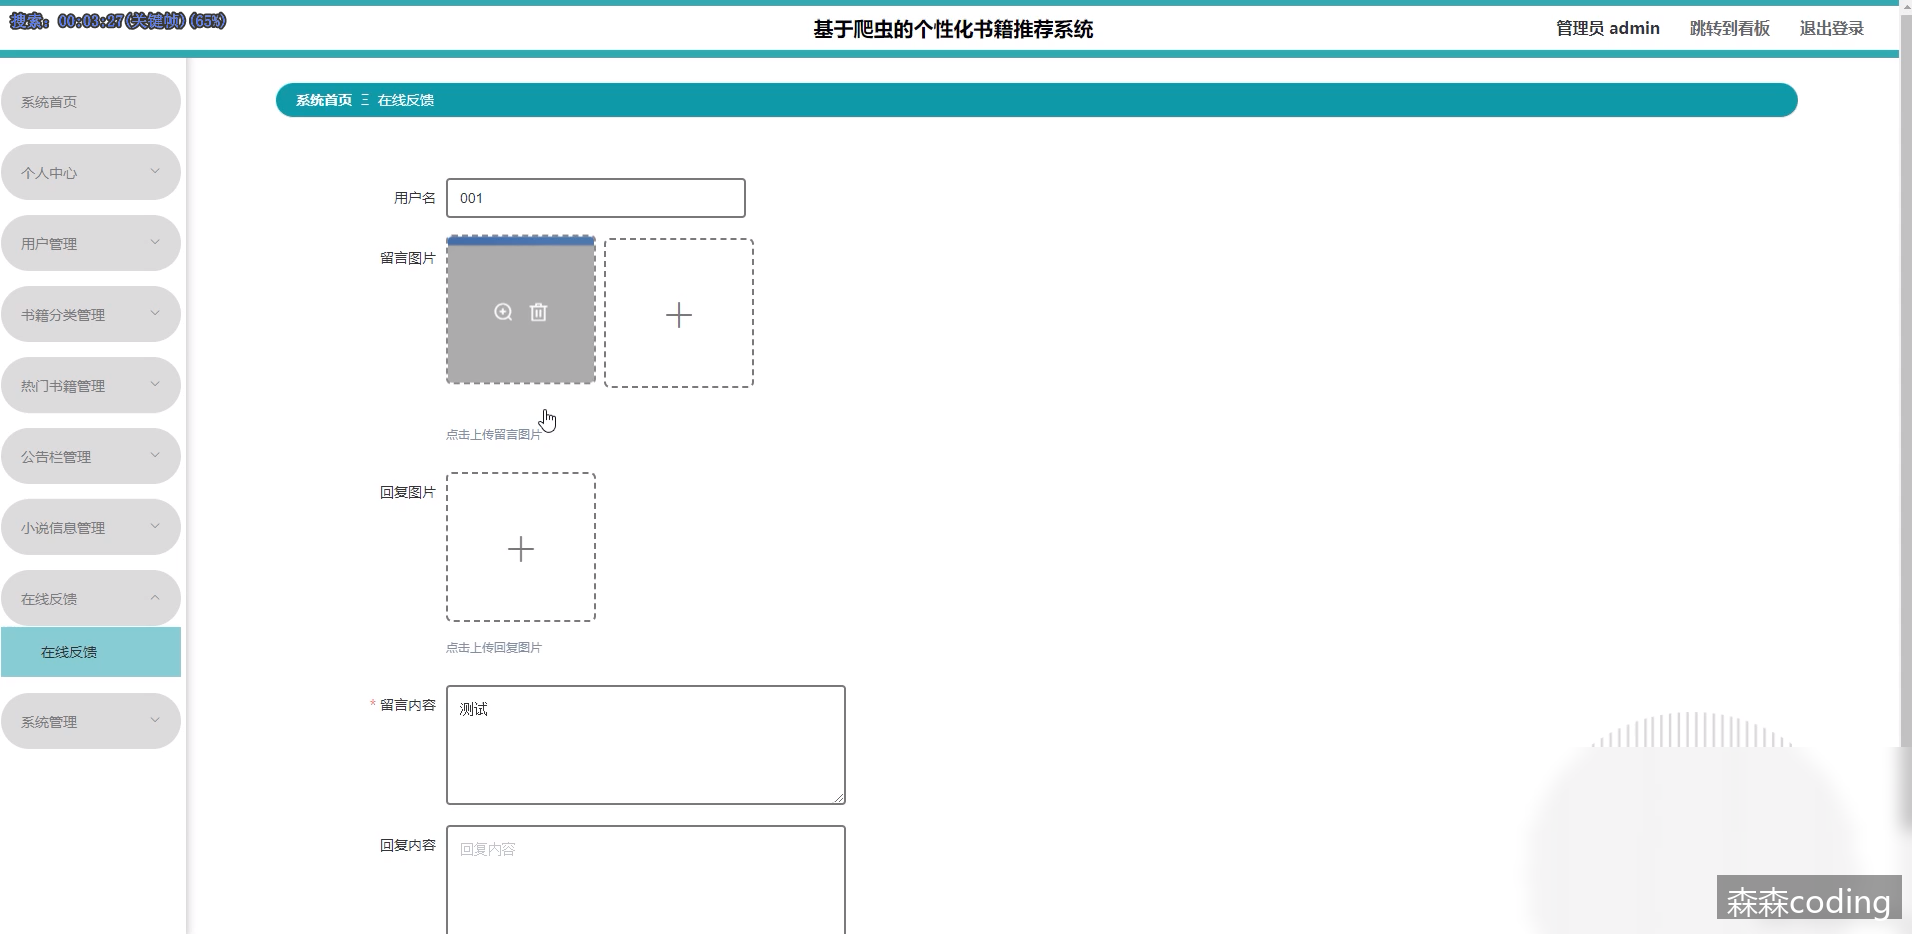 搜索: 00:03:27(关键帧)(65%)
基于爬虫的个性化书籍推荐系统
管理员 admin
跳转到看板
退出登录
系统首页 Ξ 在线反馈
系统首页
个人中心
用户管理
书籍分类管理
热门书籍管理
公告栏管理
小说信息管理
在线反馈
在线反馈
系统管理
用户名
001
留言图片
点击上传留言图片
回复图片
点击上传回复图片
* 留言内容
测试
回复内容
回复内容
森森coding